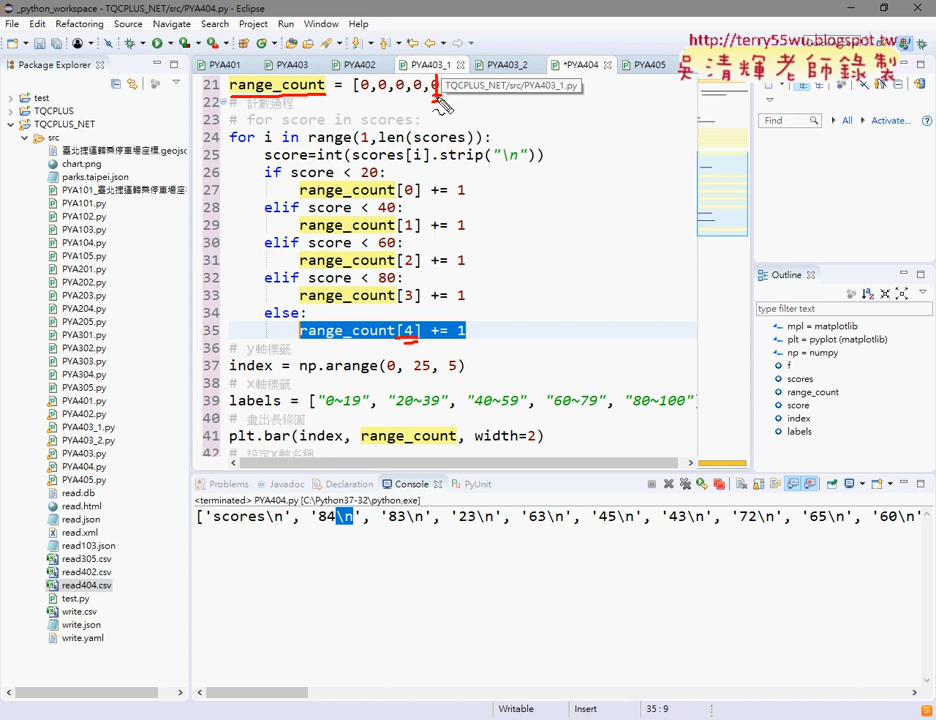 _python_workspace - TQCPLUS_NET/src/PYA404.py - Eclipse
File Edit Refactoring Source Navigate Search Project Run Window Help
http://terry55wu.blogspot.tw
吳清輝老師錄製
Package Explorer
PYA401 PYA403 PYA402 PYA403_1 PYA403_2 *PYA404 PYA405
TQCPLUS_NET/src/PYA403_1.py
test
TQCPLUS
TQCPLUS_NET
src
臺北捷運轉乘停車場座標.geojso
chart.png
parks.taipei.json
PYA101_臺北捷運轉乘停車場座標
PYA101.py
PYA102.py
PYA103.py
PYA104.py
PYA105.py
PYA201.py
PYA202.py
PYA203.py
PYA204.py
PYA205.py
PYA301.py
PYA302.py
PYA303.py
PYA304.py
PYA305.py
PYA401.py
PYA402.py
PYA403_1.py
PYA403_2.py
PYA403.py
PYA404.py
PYA405.py
read.db
read.html
read.json
read.xml
read103.json
read305.csv
read402.csv
read404.csv
test.py
write.csv
write.json
write.yaml
21 range_count = [0,0,0,0,0
22 # 計數過程
23 # for score in scores:
24 for i in range(1,len(scores)):
25 score=int(scores[i].strip("\n"))
26 if score < 20:
27 range_count[0] += 1
28 elif score < 40:
29 range_count[1] += 1
30 elif score < 60:
31 range_count[2] += 1
32 elif score < 80:
33 range_count[3] += 1
34 else:
35 range_count[4] += 1
36 # y軸標籤
37 index = np.arange(0, 25, 5)
38 # x軸標籤
39 labels = ["0~19", "20~39", "40~59", "60~79", "80~100"
40 # 畫出長條圖
41 plt.bar(index, range_count, width=2)
42 # 設定x軸名稱
Find All Activate...
Outline
type filter text
mpl = matplotlib
plt = pyplot (matplotlib)
np = numpy
f
scores
range_count
score
index
labels
Problems Javadoc Declaration Console PyUnit
<terminated> PYA404.py [C:\Python37-32\python.exe]
['scores\n', '84\n', '83\n', '23\n', '63\n', '45\n', '43\n', '72\n', '65\n', '60\n'
Writable Insert 35 : 9